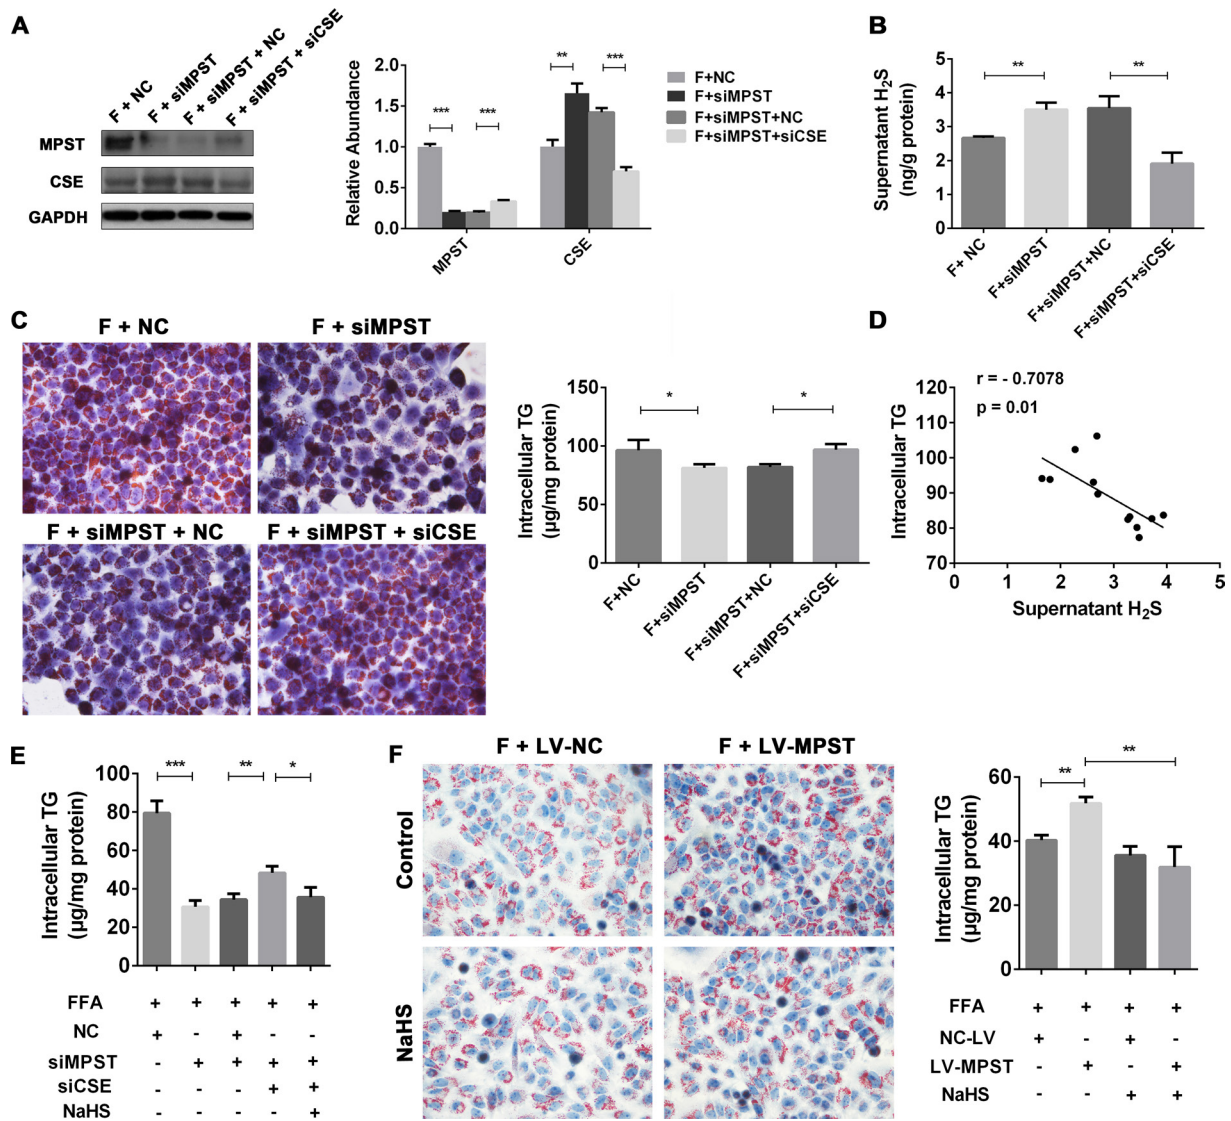 A
F + NC
F + siMPST
F + siMPST + NC
F + siMPST + siCSE
MPST
CSE
GAPDH
Relative Abundance
2.0
1.5
1.0
0.5
0.0
***
***
**
***
MPST
CSE
F+NC
F+siMPST
F+siMPST+NC
F+siMPST+siCSE
B
Supernatant H2S
(ng/g protein)
5
4
3
2
1
0
**
**
F+ NC
F+siMPST
F+siMPST+NC
F+siMPST+siCSE
C
F + NC
F + siMPST
F + siMPST + NC
F + siMPST + siCSE
Intracellular TG
(μg/mg protein)
150
100
50
0
*
*
F+NC
F+siMPST
F+siMPST+NC
F+siMPST+siCSE
D
r = - 0.7078
p = 0.01
Intracellular TG
120
110
100
90
80
70
0 1 2 3 4 5
Supernatant H2S
E
Intracellular TG
(μg/mg protein)
100
80
60
40
20
0
***
**
*
FFA + + + + +
NC + - + - -
siMPST - + + + +
siCSE - - - + +
NaHS - - - - +
F
F + LV-NC
F + LV-MPST
Control
NaHS
Intracellular TG
(μg/mg protein)
60
40
20
0
**
**
FFA + + + +
NC-LV + - + -
LV-MPST - + - +
NaHS - - + +